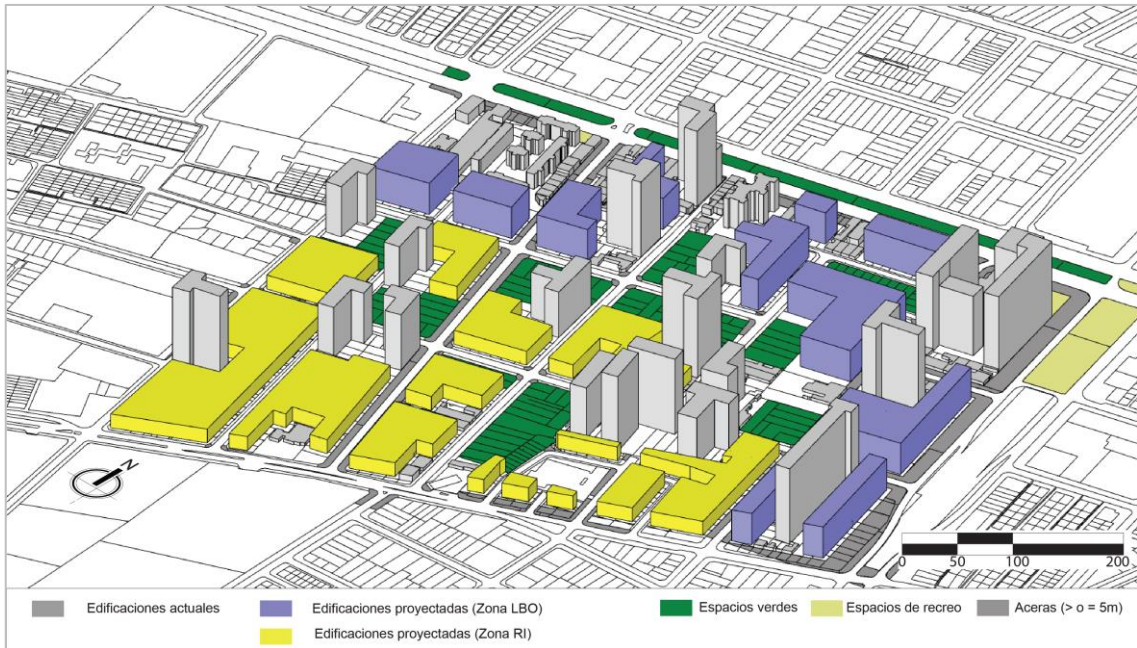 N
0 50 100 200
Edificaciones actuales
Edificaciones proyectadas (Zona LBO)
Espacios verdes
Espacios de recreo
Aceras (> o = 5m)
Edificaciones proyectadas (Zona RI)